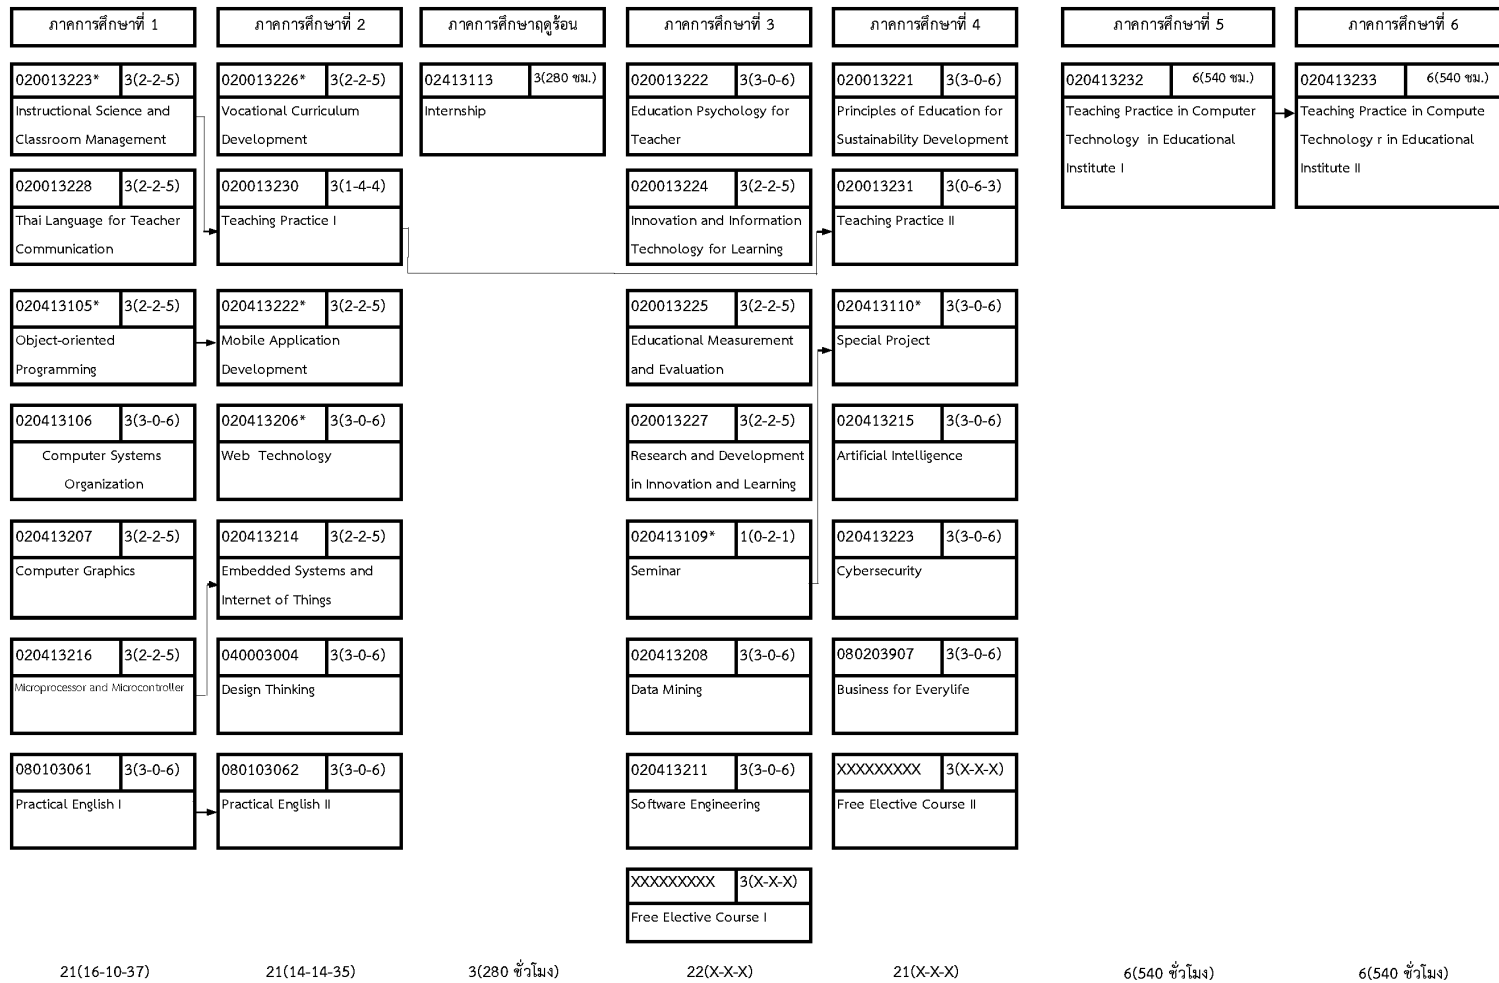 ภาคการศึกษาที่ 1
ภาคการศึกษาที่ 2
ภาคการศึกษาฤดูร้อน
ภาคการศึกษาที่ 3
ภาคการศึกษาที่ 4
ภาคการศึกษาที่ 5
ภาคการศึกษาที่ 6
020013223* 3(2-2-5)
Instructional Science and
Classroom Management
020013226* 3(2-2-5)
Vocational Curriculum
Development
02413113 3(280 ชม.)
Internship
020013222 3(3-0-6)
Education Psychology for
Teacher
020013221 3(3-0-6)
Principles of Education for
Sustainability Development
020413232 6(540 ชม.)
Teaching Practice in Computer
Technology in Educational
Institute I
020413233 6(540 ชม.)
Teaching Practice in Compute
Technology r in Educational
Institute II
020013228 3(2-2-5)
Thai Language for Teacher
Communication
020013230 3(1-4-4)
Teaching Practice I
020013224 3(2-2-5)
Innovation and Information
Technology for Learning
020013231 3(0-6-3)
Teaching Practice II
020413105* 3(2-2-5)
Object-oriented
Programming
020413222* 3(2-2-5)
Mobile Application
Development
020013225 3(2-2-5)
Educational Measurement
and Evaluation
020413110* 3(3-0-6)
Special Project
020413106 3(3-0-6)
Computer Systems
Organization
020413206* 3(3-0-6)
Web Technology
020013227 3(2-2-5)
Research and Development
in Innovation and Learning
020413215 3(3-0-6)
Artificial Intelligence
020413207 3(2-2-5)
Computer Graphics
020413214 3(2-2-5)
Embedded Systems and
Internet of Things
020413109* 1(0-2-1)
Seminar
020413223 3(3-0-6)
Cybersecurity
020413216 3(2-2-5)
Microprocessor and Microcontroller
040003004 3(3-0-6)
Design Thinking
020413208 3(3-0-6)
Data Mining
080203907 3(3-0-6)
Business for Everylife
080103061 3(3-0-6)
Practical English I
080103062 3(3-0-6)
Practical English II
020413211 3(3-0-6)
Software Engineering
XXXXXXXXX 3(X-X-X)
Free Elective Course II
XXXXXXXXX 3(X-X-X)
Free Elective Course I
21(16-10-37)
21(14-14-35)
3(280 ชั่วโมง)
22(X-X-X)
21(X-X-X)
6(540 ชั่วโมง)
6(540 ชั่วโมง)